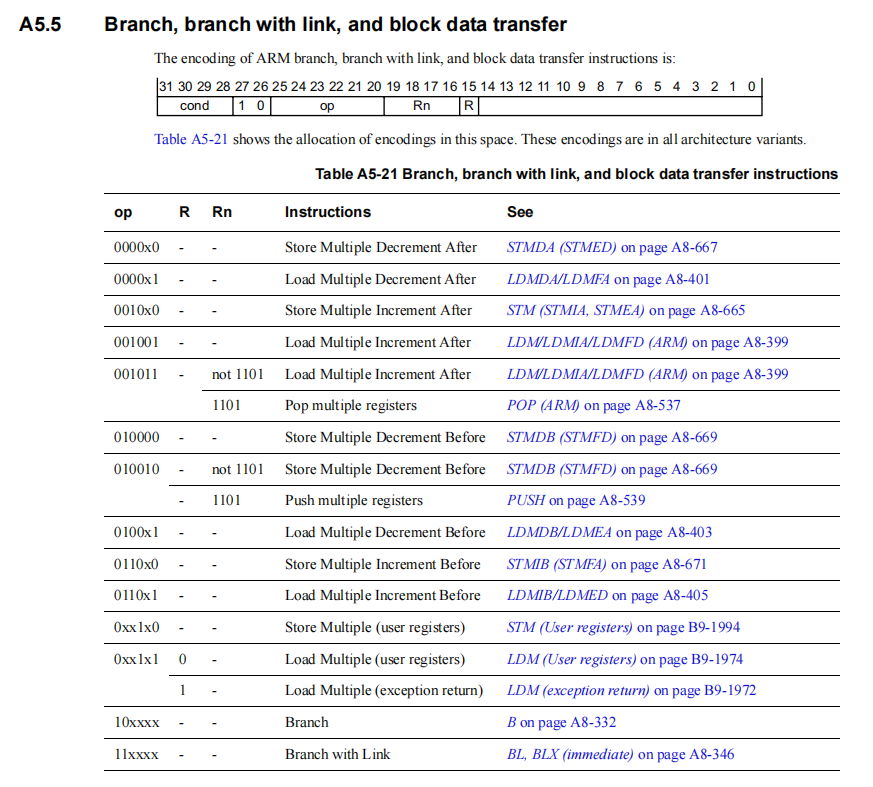 A5.5 Branch, branch with link, and block data transfer
The encoding of ARM branch, branch with link, and block data transfer instructions is:
31 30 29 28 27 26 25 24 23 22 21 20 19 18 17 16 15 14 13 12 11 10 9 8 7 6 5 4 3 2 1 0
cond 1 0 op Rn R
Table A5-21 shows the allocation of encodings in this space. These encodings are in all architecture variants.
Table A5-21 Branch, branch with link, and block data transfer instructions
op R Rn Instructions See
0000x0 - - Store Multiple Decrement After STMDA (STMED) on page A8-667
0000x1 - - Load Multiple Decrement After LDMDA/LDMFA on page A8-401
0010x0 - - Store Multiple Increment After STM (STMIA, STMEA) on page A8-665
001001 - - Load Multiple Increment After LDM/LDMIA/LDMFD (ARM) on page A8-399
001011 - not 1101 Load Multiple Increment After LDM/LDMIA/LDMFD (ARM) on page A8-399
1101 Pop multiple registers POP (ARM) on page A8-537
010000 - - Store Multiple Decrement Before STMDB (STMFD) on page A8-669
010010 - not 1101 Store Multiple Decrement Before STMDB (STMFD) on page A8-669
- 1101 Push multiple registers PUSH on page A8-539
0100x1 - - Load Multiple Decrement Before LDMDB/LDMEA on page A8-403
0110x0 - - Store Multiple Increment Before STMIB (STMFA) on page A8-671
0110x1 - - Load Multiple Increment Before LDMIB/LDMED on page A8-405
0xx1x0 - - Store Multiple (user registers) STM (User registers) on page B9-1994
0xx1x1 0 - Load Multiple (user registers) LDM (User registers) on page B9-1974
1 - Load Multiple (exception return) LDM (exception return) on page B9-1972
10xxxx - - Branch B on page A8-332
11xxxx - - Branch with Link BL, BLX (immediate) on page A8-346